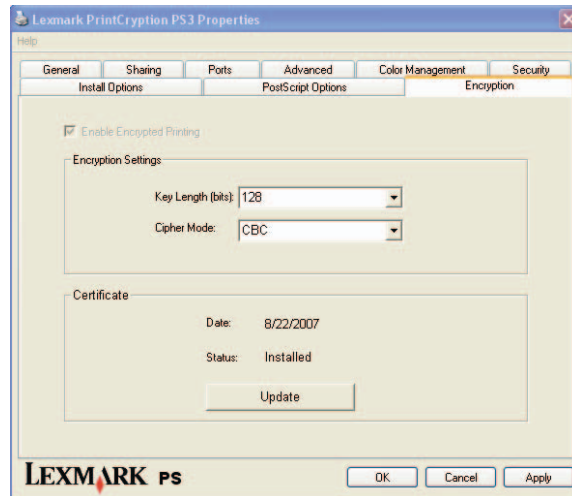 Lexmark PrintCryption PS3 Properties
Help
General Sharing Ports Advanced Color Management Security
Install Options PostScript Options Encryption
Enable Encrypted Printing
Encryption Settings
Key Length (bits): 128
Cipher Mode: CBC
Certificate
Date: 8/22/2007
Status: Installed
Update
LEXMARK PS OK Cancel Apply